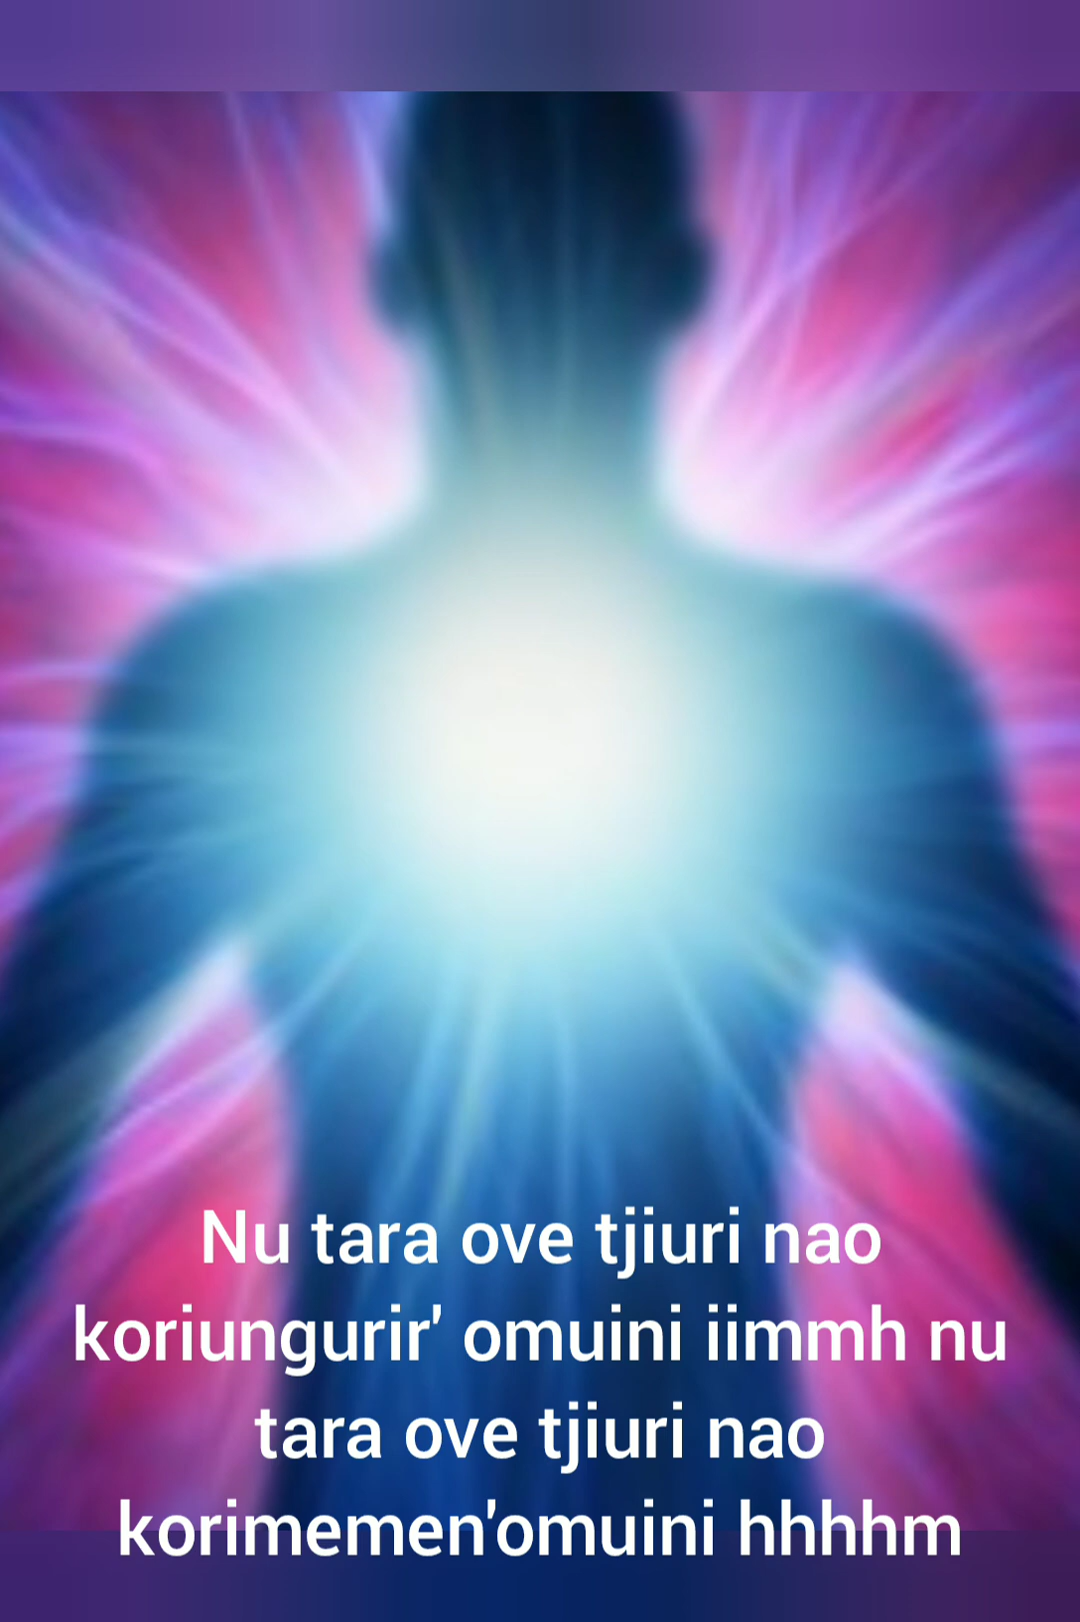 Nu tara ove tjiuri nao
koriungurir' omuini iimmh nu
tara ove tjiuri nao
korimemen'omuini hhhhm